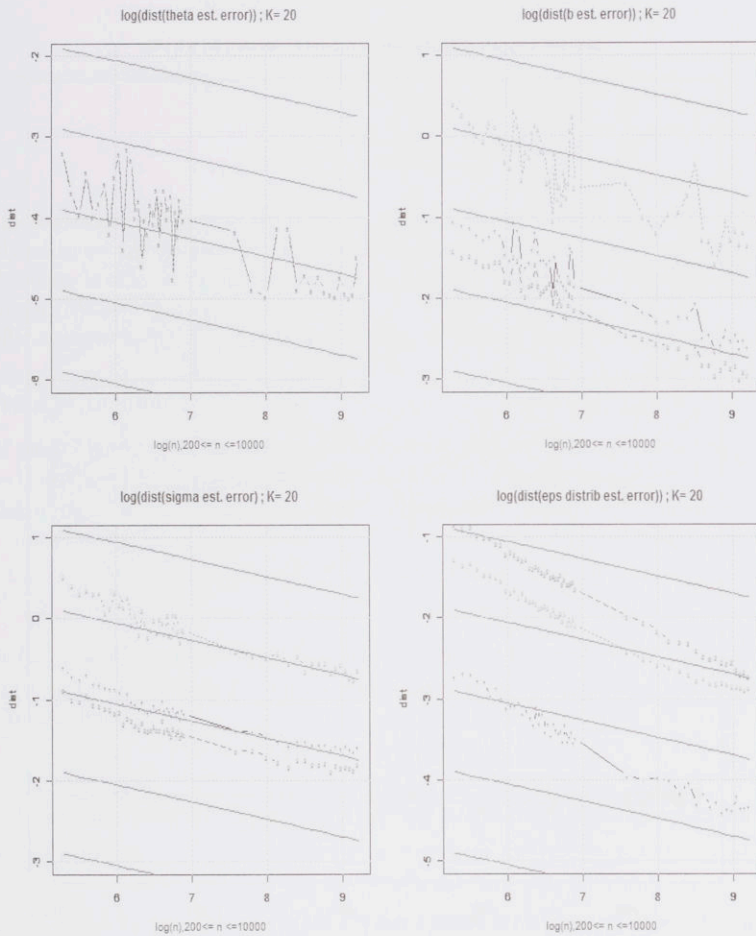 log(dist(theta est. error)) ; K= 20
-2
-3
-4
-5
-6
dist
6 7 8 9
log(n),200<= n <=10000
log(dist(b est. error)) ; K= 20
1
0
-1
-2
-3
dist
6 7 8 9
log(n),200<= n <=10000
log(dist(sigma est. error) ; K= 20
1
0
-1
-2
-3
dist
6 7 8 9
log(n),200<= n <=10000
log(dist(eps distrib est. error)) ; K= 20
-1
-2
-3
-4
-5
dist
6 7 8 9
log(n),200<= n <=10000